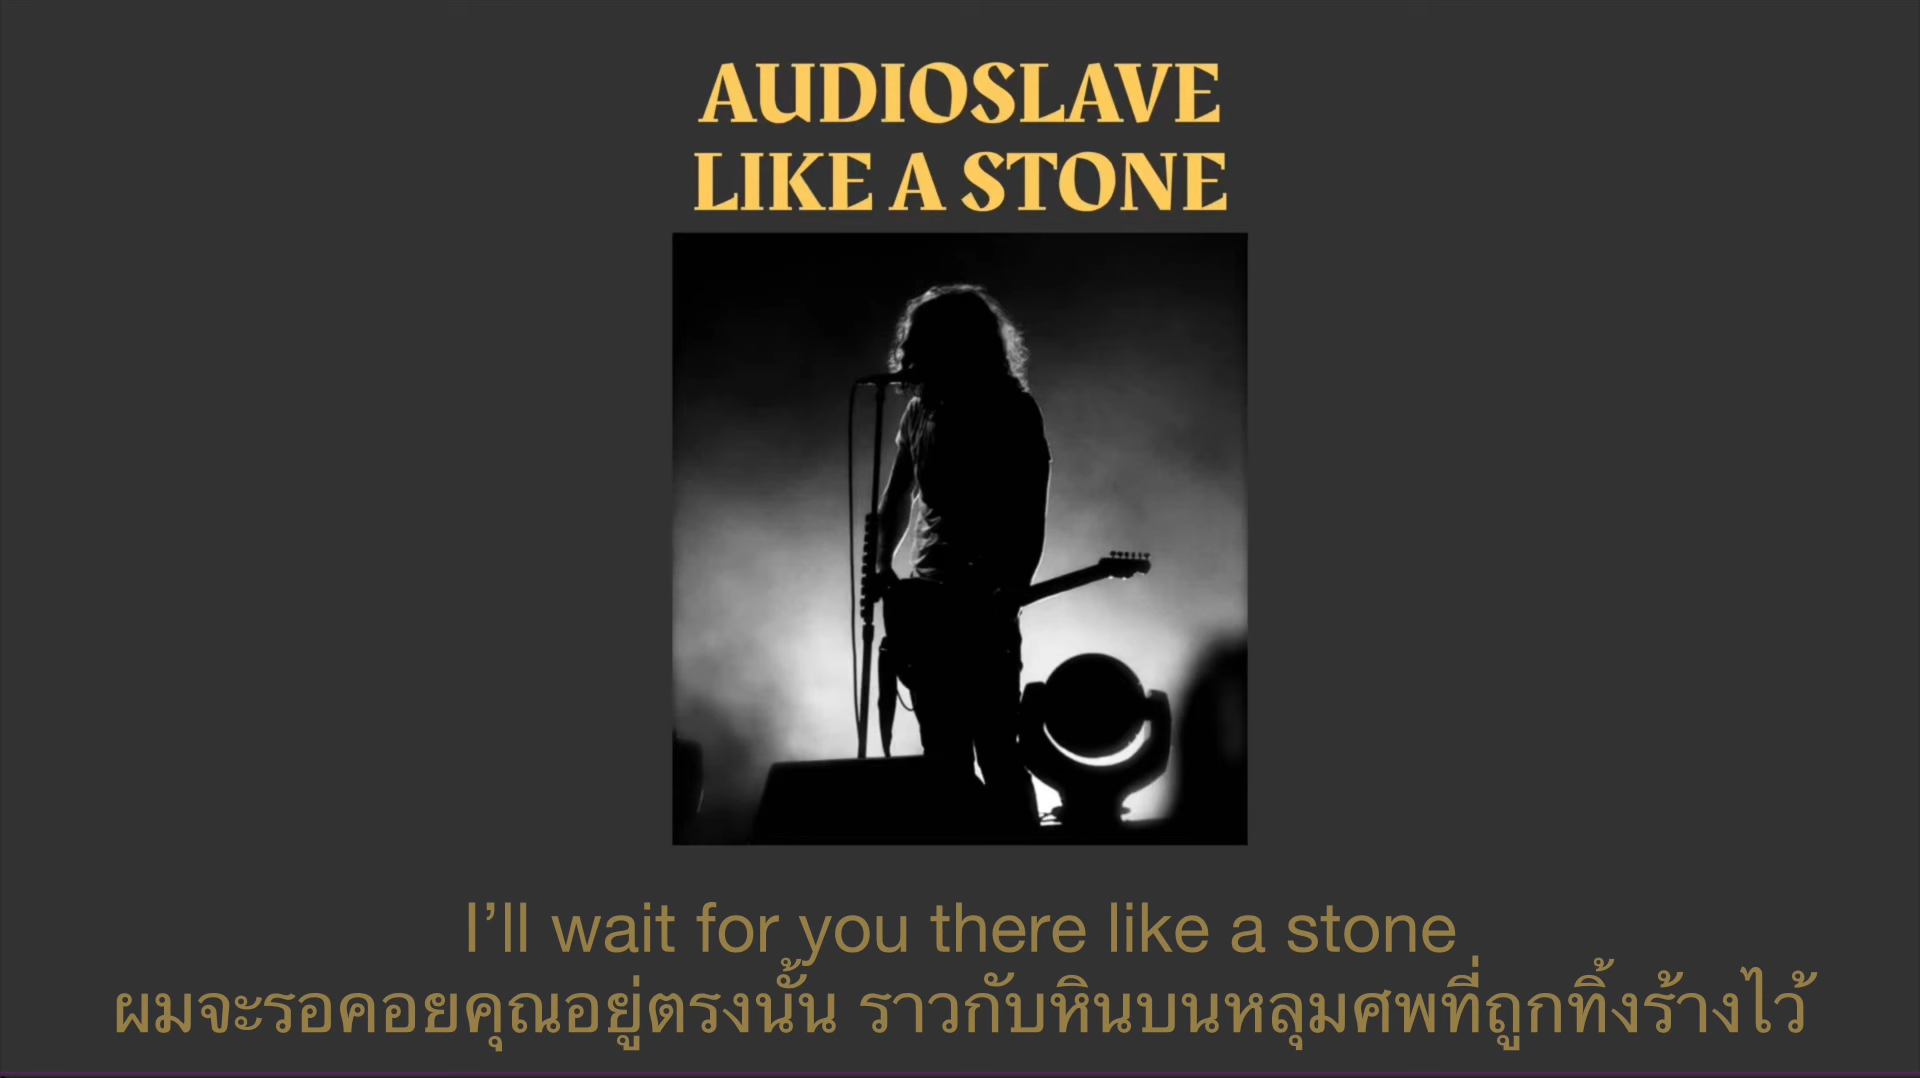 AUDIOSLAVE
LIKE A STONE
I’ll wait for you there like a stone
ผมจะรอคอยคุณอยู่ตรงนั้น ราวกับหินบนหลุมศพที่ถูกทิ้งร้างไว้